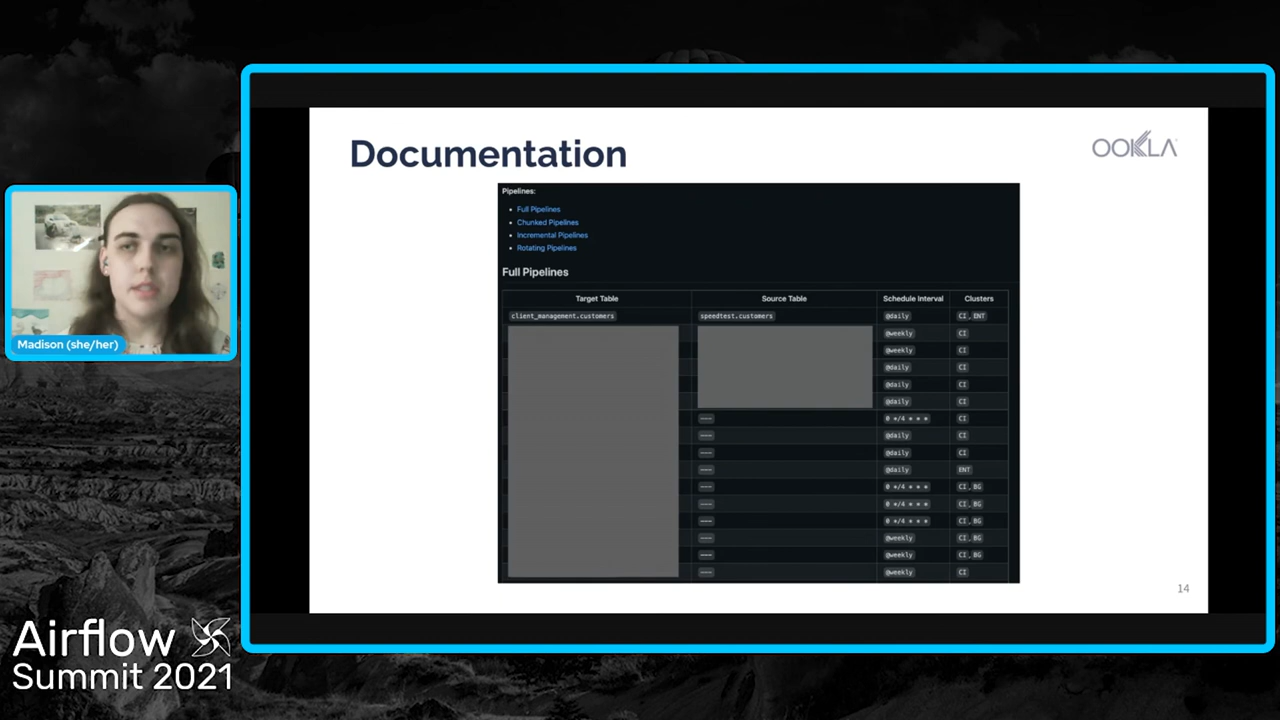 Documentation
OOKLA
Pipelines:
Full Pipelines
Chunked Pipelines
Incremental Pipelines
Rotating Pipelines
Full Pipelines
Target Table Source Table Schedule Interval Clusters
client_management.customers speedtest.customers @daily CI, ENT
@weekly CI
@weekly CI
@daily CI
@daily CI
@daily CI
--- 0 */4 * * * CI
--- @daily CI
--- @daily CI
--- @daily ENT
--- 0 */4 * * * CI, BG
--- 0 */4 * * * CI, BG
--- 0 */4 * * * CI, BG
--- @weekly CI, BG
--- @weekly CI, BG
--- @weekly CI
14
Madison (she/her)
Airflow
Summit 2021